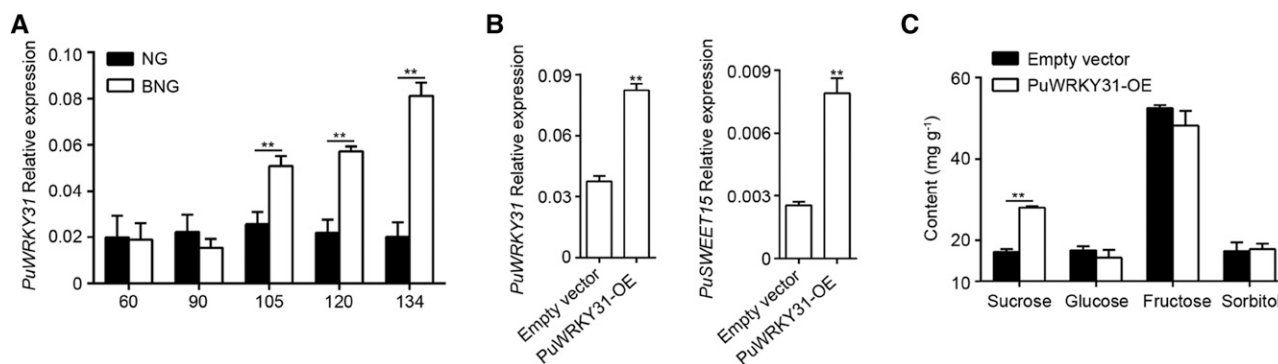 A
NG
BNG
PuWRKY31 Relative expression
0.10
0.08
0.06
0.04
0.02
0
**
**
**
60 90 105 120 134
B
PuWRKY31 Relative expression
0.09
0.06
0.03
0
**
Empty vector
PuWRKY31-OE
PuSWEET15 Relative expression
0.009
0.006
0.003
0
**
Empty vector
PuWRKY31-OE
C
Empty vector
PuWRKY31-OE
Content (mg g-1)
60
40
20
10
**
Sucrose Glucose Fructose Sorbitol